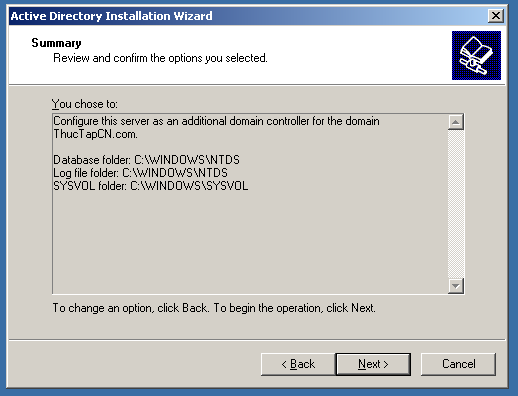 Active Directory Installation Wizard
Summary
Review and confirm the options you selected.
You chose to:
Configure this server as an additional domain controller for the domain
ThucTapCN.com.
Database folder: C:\WINDOWS\NTDS
Log file folder: C:\WINDOWS\NTDS
SYSVOL folder: C:\WINDOWS\SYSVOL
To change an option, click Back. To begin the operation, click Next.
< Back
Next >
Cancel